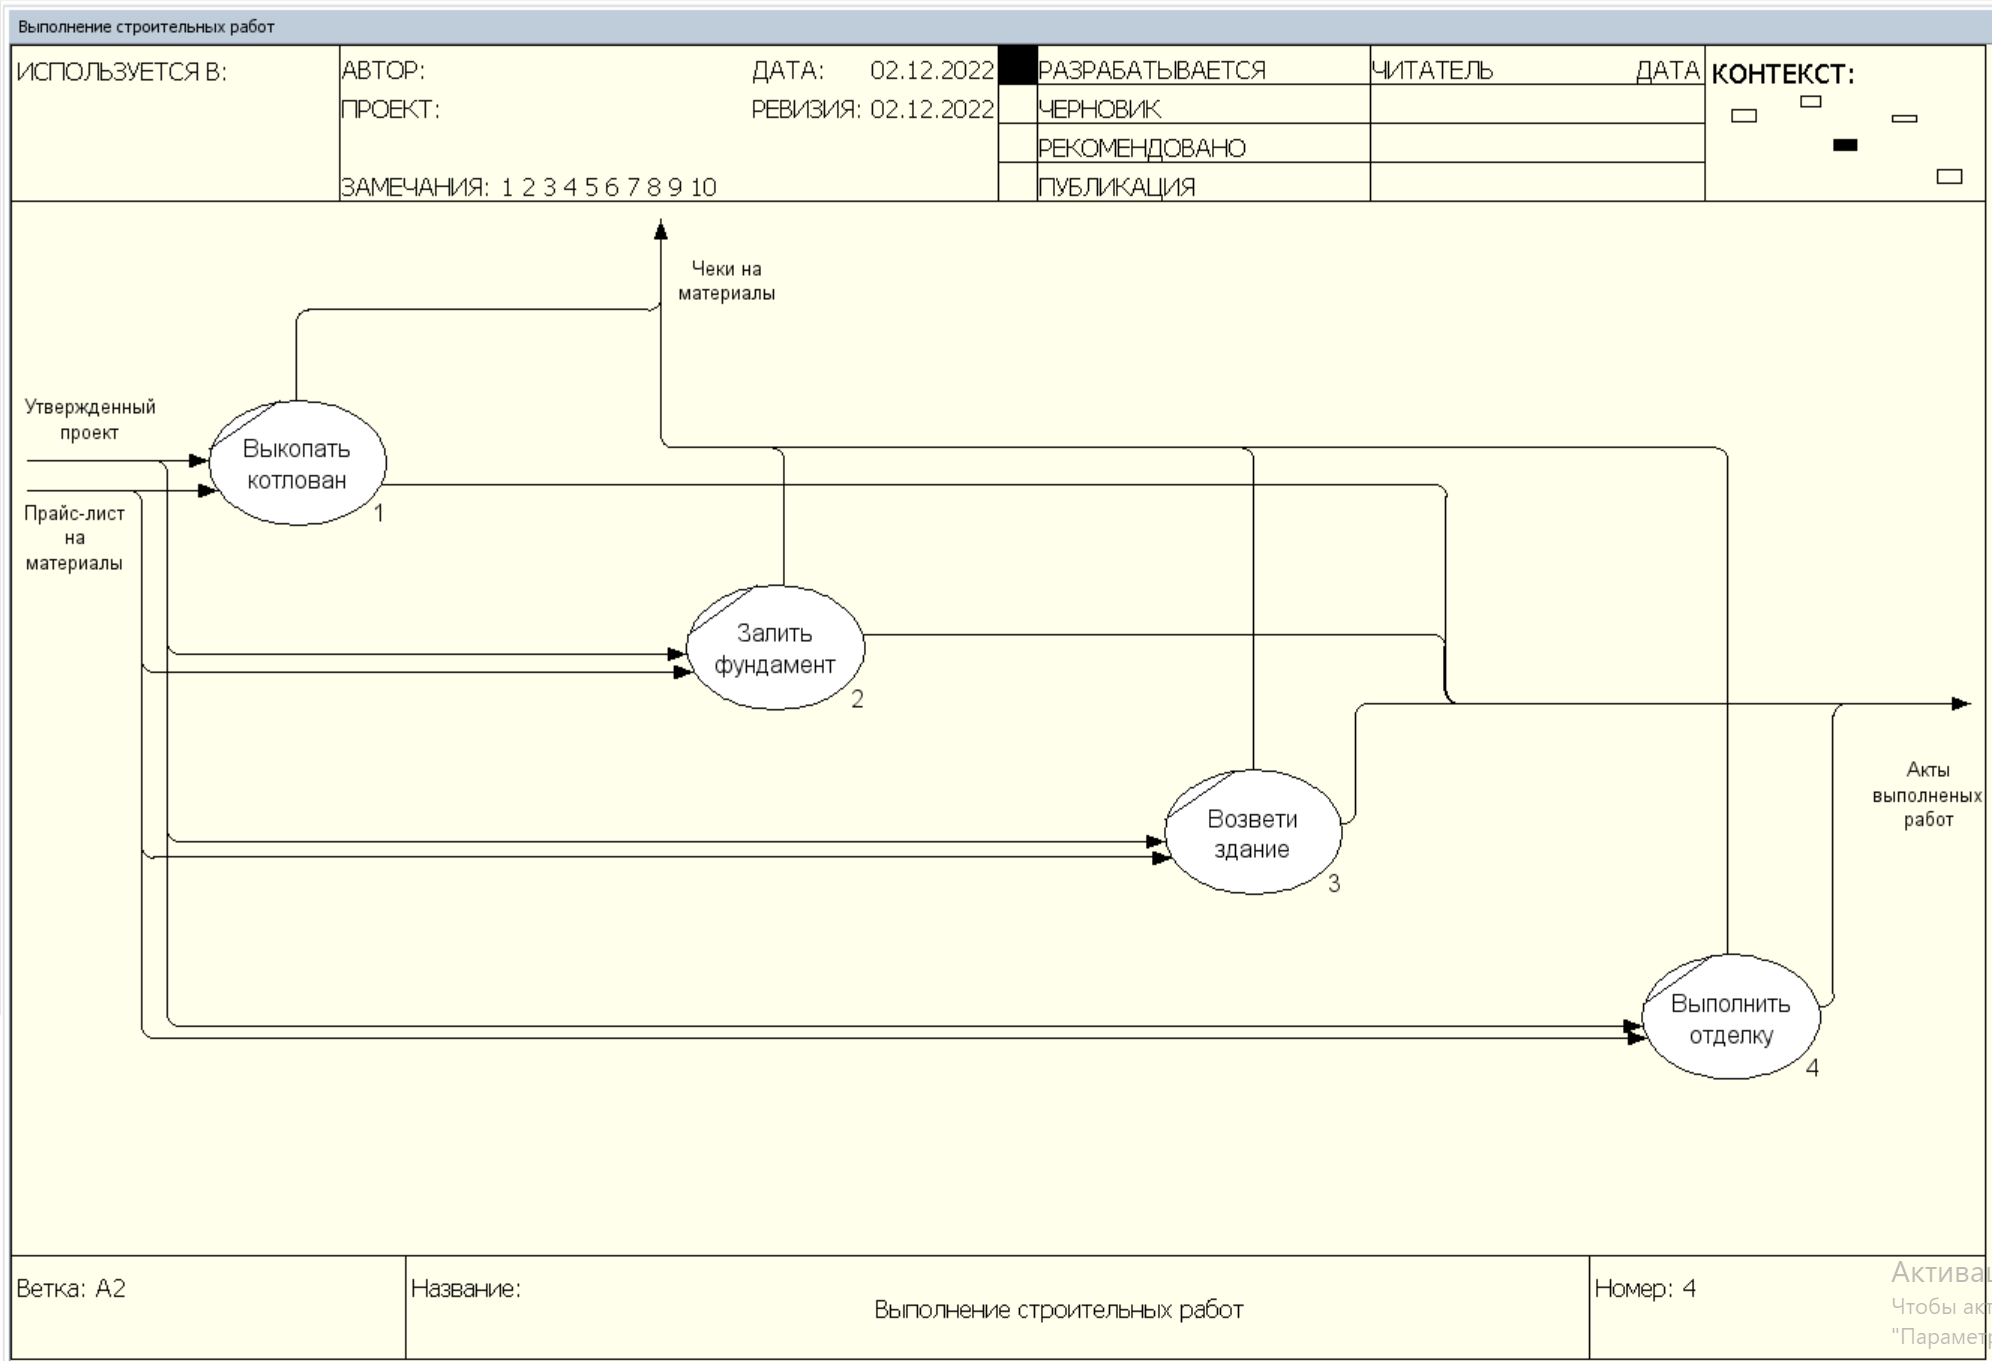 Выполнение строительных работ
ИСПОЛЬЗУЕТСЯ В:
АВТОР:
ДАТА: 02.12.2022
ПРОЕКТ:
РЕВИЗИЯ: 02.12.2022
ЗАМЕЧАНИЯ: 1 2 3 4 5 6 7 8 9 10
РАЗРАБАТЫВАЕТСЯ
ЧЕРНОВИК
РЕКОМЕНДОВАНО
ПУБЛИКАЦИЯ
ЧИТАТЕЛЬ
ДАТА
КОНТЕКСТ:
Чеки на
материалы
Утвержденный
проект
Прайс-лист
на
материалы
Выкопать
котлован
1
Залить
фундамент
2
Возвети
здание
3
Акты
выполненых
работ
Выполнить
отделку
4
Ветка: A2
Название:
Выполнение строительных работ
Номер: 4
Чтобы